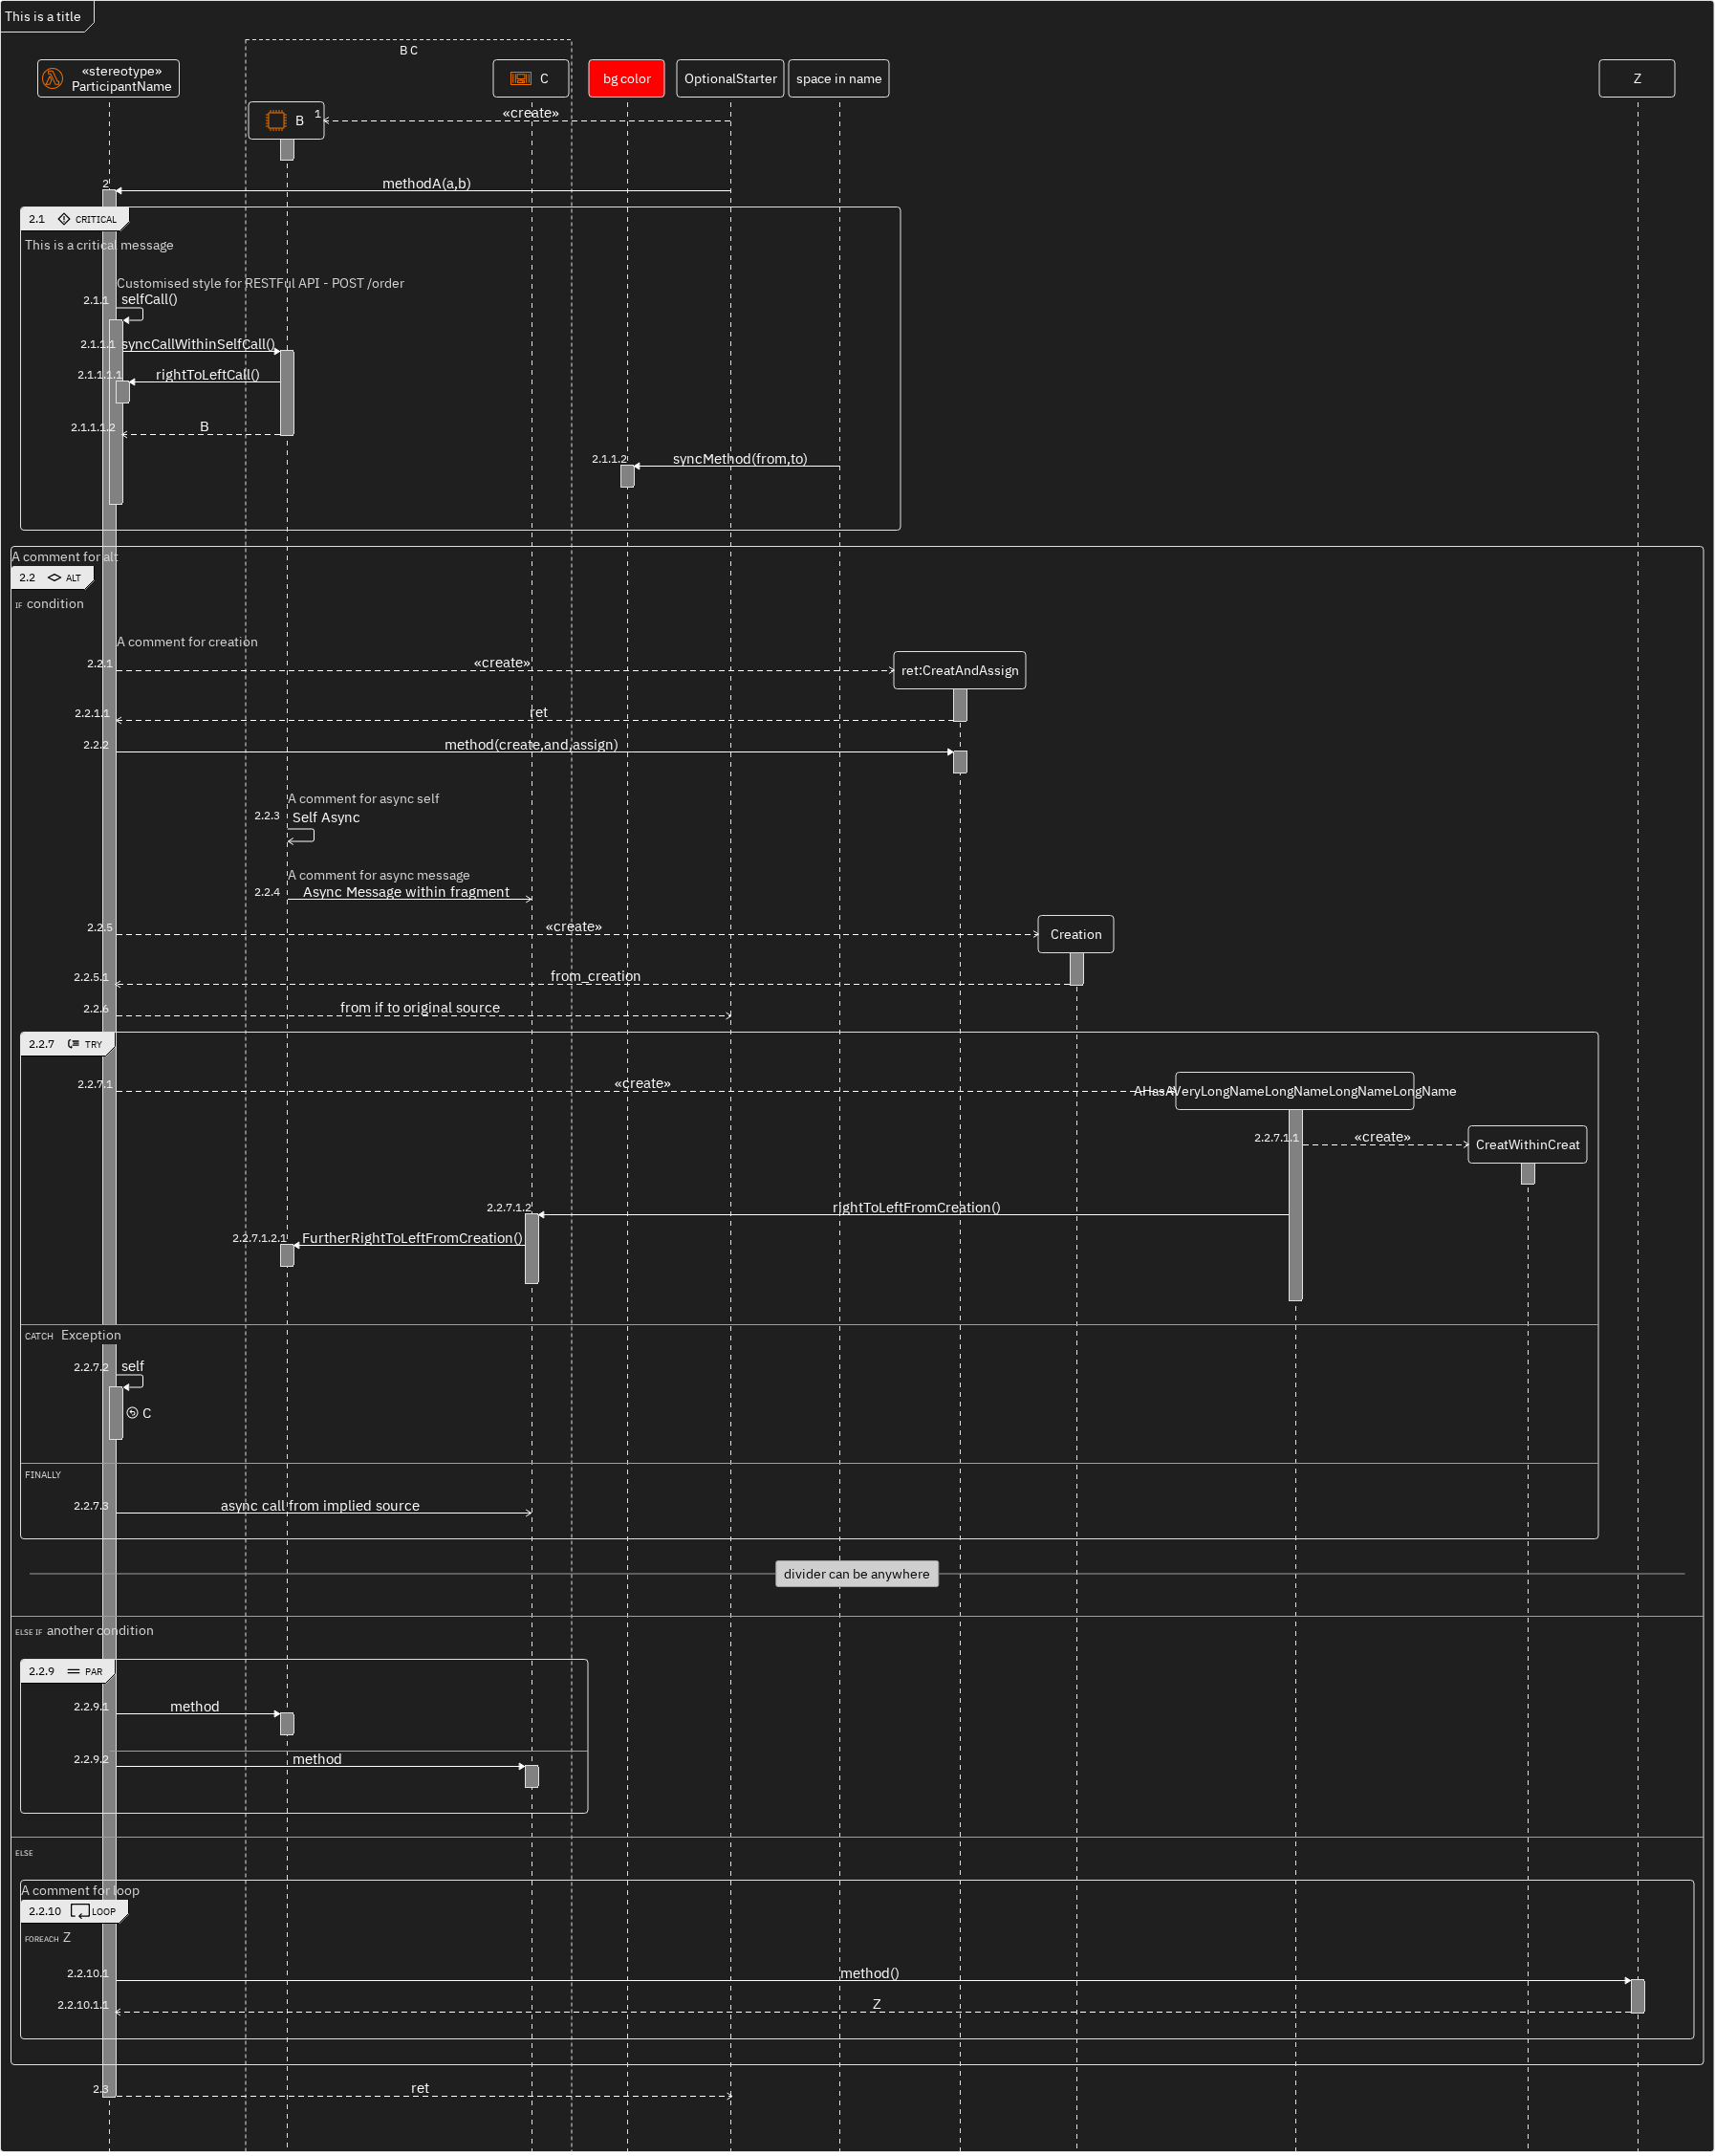 This is a title
B C
«stereotype»
ParticipantName
C
bg color
OptionalStarter
space in name
Z
B
1
«create»
2
methodA(a,b)
2.1 CRITICAL
This is a critical message
Customised style for RESTFul API - POST /order
2.1.1 selfCall()
2.1.1.1 syncCallWithinSelfCall()
2.1.1.1.1 rightToLeftCall()
2.1.1.1.2 B
2.1.1.2 syncMethod(from,to)
A comment for alt
2.2 ALT
IF condition
A comment for creation
2.2.1 «create»
ret:CreatAndAssign
2.2.1.1 ret
2.2.2 method(create,and,assign)
A comment for async self
2.2.3 Self Async
A comment for async message
2.2.4 Async Message within fragment
2.2.5 «create»
Creation
2.2.5.1 from_creation
2.2.6 from if to original source
2.2.7 TRY
2.2.7.1 «create»
AHasAVeryLongNameLongNameLongNameLongName
2.2.7.1.1 «create»
CreatWithinCreat
2.2.7.1.2 rightToLeftFromCreation()
2.2.7.1.2.1 FurtherRightToLeftFromCreation()
CATCH Exception
2.2.7.2 self
C
FINALLY
2.2.7.3 async call from implied source
divider can be anywhere
ELSE IF another condition
2.2.9 PAR
2.2.9.1 method
2.2.9.2 method
ELSE
A comment for loop
2.2.10 LOOP
FOREACH Z
2.2.10.1 method()
2.2.10.1.1 Z
2.3 ret